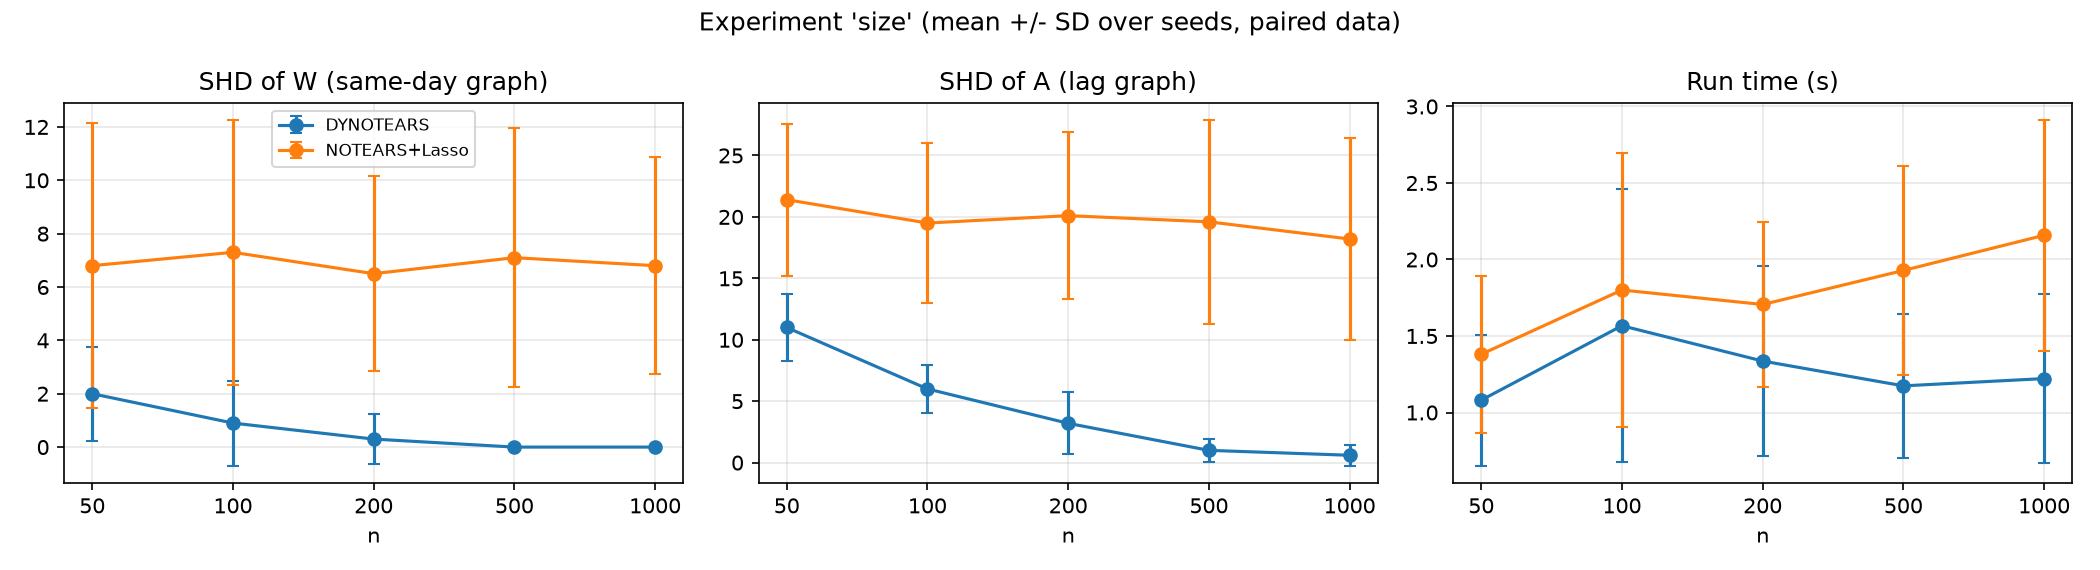 Experiment 'size' (mean +/- SD over seeds, paired data)
SHD of W (same-day graph)
12
10
8
6
4
2
0
DYNOTEARS
NOTEARS+Lasso
50 100 200 500 1000
n
SHD of A (lag graph)
25
20
15
10
5
0
50 100 200 500 1000
n
Run time (s)
3.0
2.5
2.0
1.5
1.0
50 100 200 500 1000
n